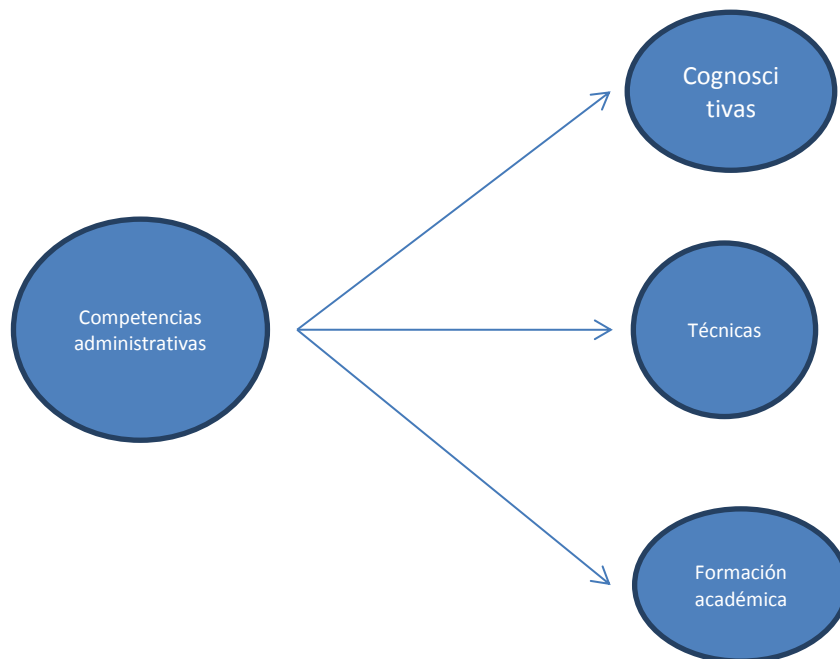 Cognosci
tivas
Competencias
administrativas
Técnicas
Formación
académica